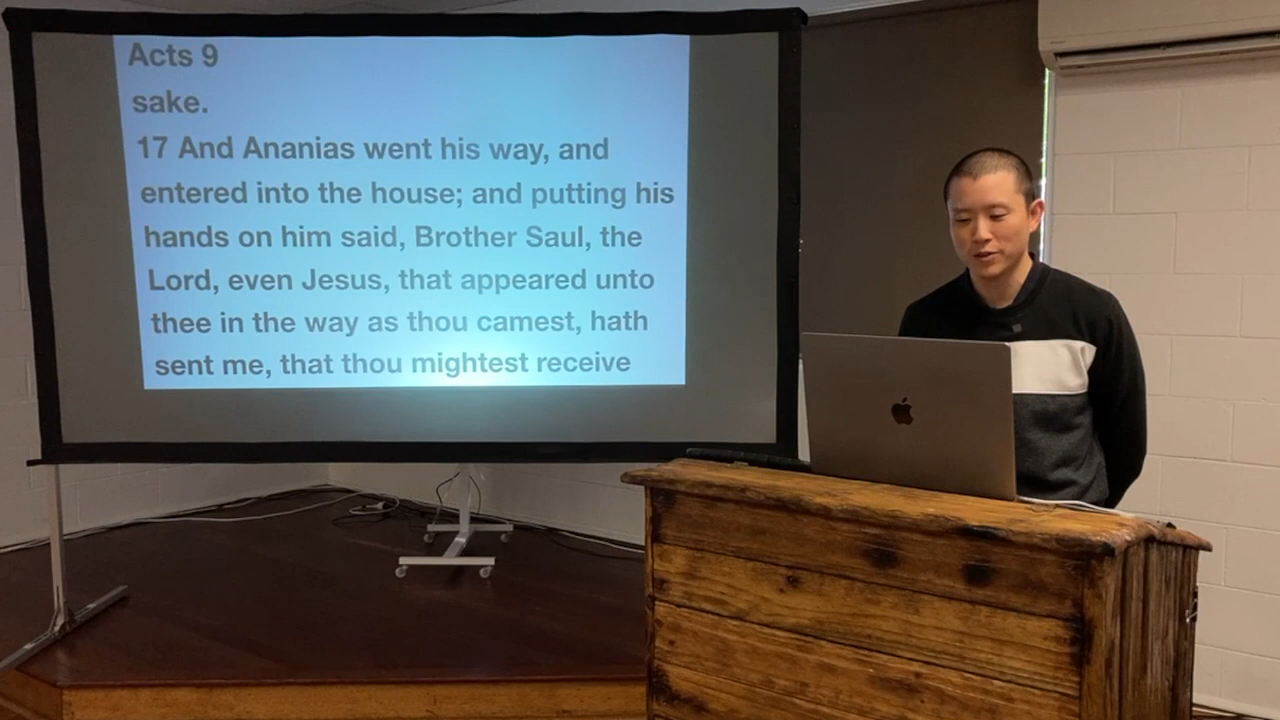 Acts 9
sake.
17 And Ananias went his way, and
entered into the house; and putting his
hands on him said, Brother Saul, the
Lord, even Jesus, that appeared unto
thee in the way as thou camest, hath
sent me, that thou mightest receive